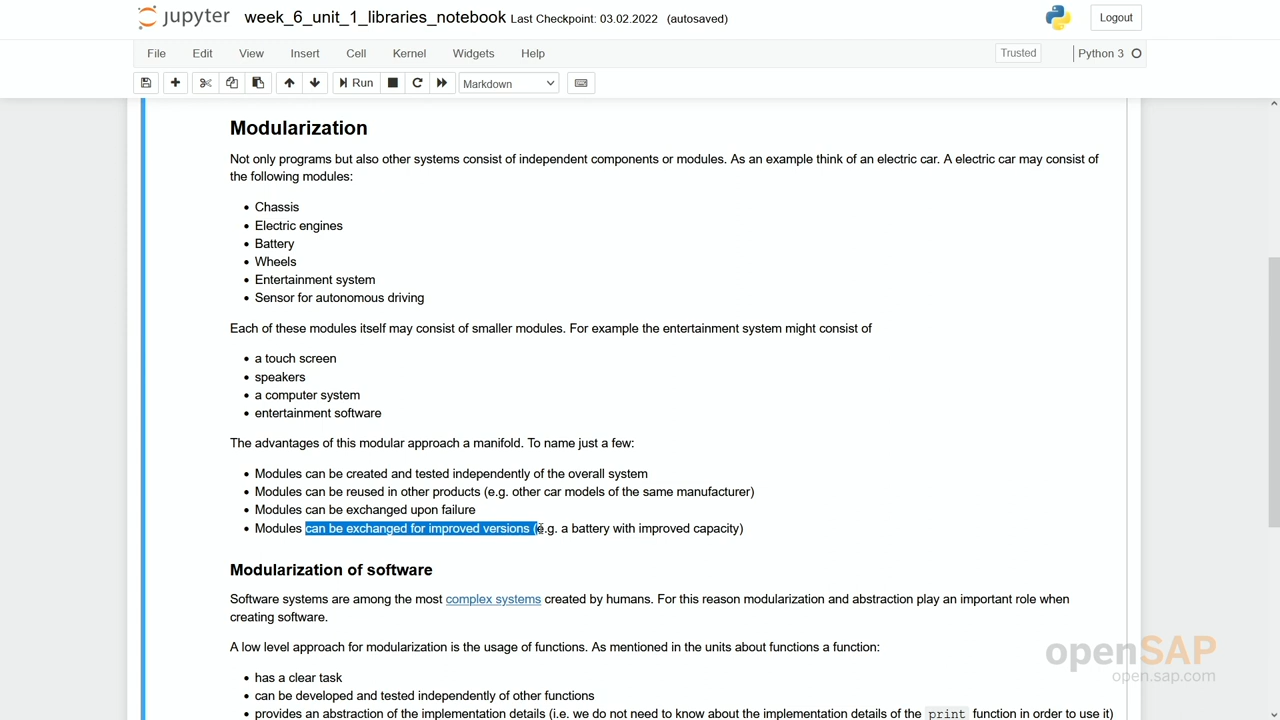 jupyter week_6_unit_1_libraries_notebook Last Checkpoint: 03.02.2022 (autosaved) Logout
File Edit View Insert Cell Kernel Widgets Help Trusted Python 3
Run Markdown
Modularization
Not only programs but also other systems consist of independent components or modules. As an example think of an electric car. A electric car may consist of
the following modules:
• Chassis
• Electric engines
• Battery
• Wheels
• Entertainment system
• Sensor for autonomous driving
Each of these modules itself may consist of smaller modules. For example the entertainment system might consist of
• a touch screen
• speakers
• a computer system
• entertainment software
The advantages of this modular approach a manifold. To name just a few:
• Modules can be created and tested independently of the overall system
• Modules can be reused in other products (e.g. other car models of the same manufacturer)
• Modules can be exchanged upon failure
• Modules can be exchanged for improved versions (e.g. a battery with improved capacity)
Modularization of software
Software systems are among the most complex systems created by humans. For this reason modularization and abstraction play an important role when
creating software.
A low level approach for modularization is the usage of functions. As mentioned in the units about functions a function:
• has a clear task
• can be developed and tested independently of other functions
• provides an abstraction of the implementation details (i.e. we do not need to know about the implementation details of the print function in order to use it)
openSAP
open.sap.com